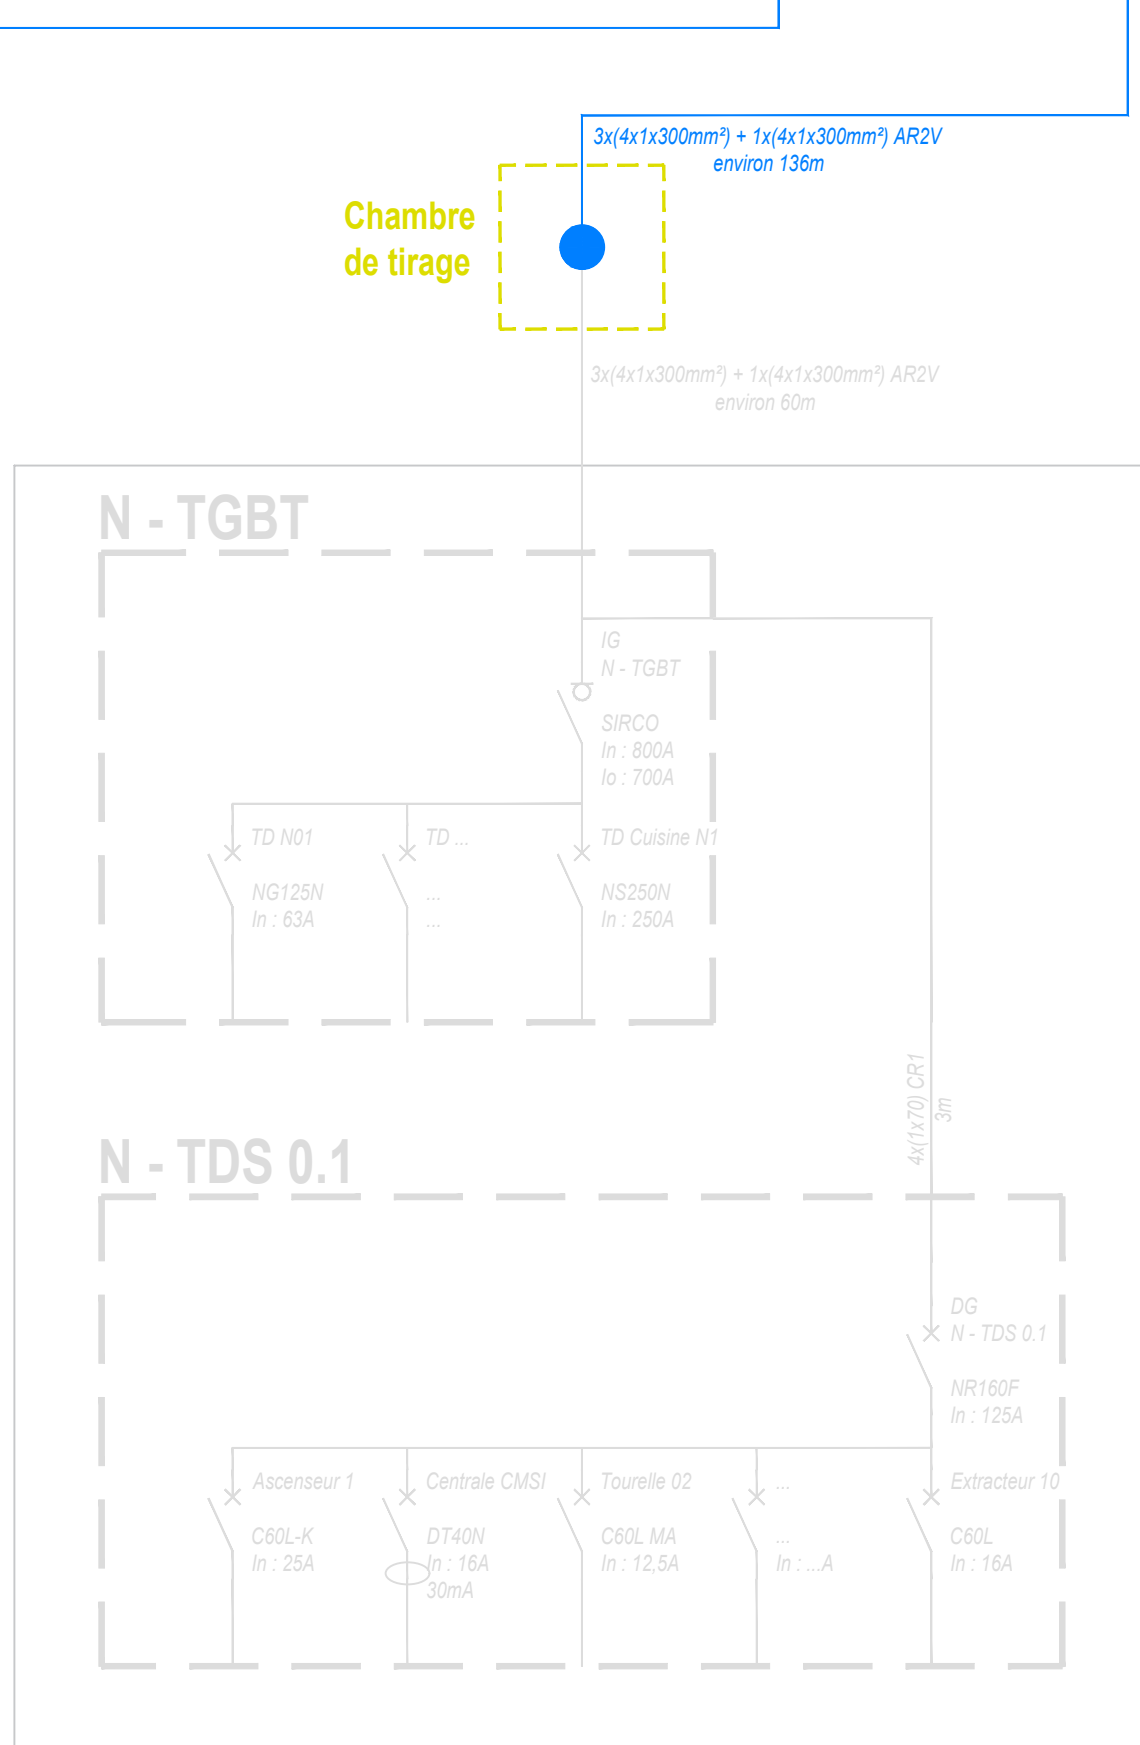 3x(4x1x300mm²) + 1x(4x1x300mm²) AR2V
environ 136m
Chambre
de tirage
3x(4x1x300mm²) + 1x(4x1x300mm²) AR2V
environ 60m
N - TGBT
IG
N - TGBT
SIRCO
In : 800A
Io : 700A
TD N01
NG125N
In : 63A
TD ...
...
...
TD Cuisine N1
NS250N
In : 250A
4x(1x70) CR1
3m
N - TDS 0.1
DG
N - TDS 0.1
NR160F
In : 125A
Ascenseur 1
C60L-K
In : 25A
Centrale CMSI
DT40N
In : 16A
30mA
Tourelle 02
C60L MA
In : 12,5A
...
...
In : ...A
Extracteur 10
C60L
In : 16A